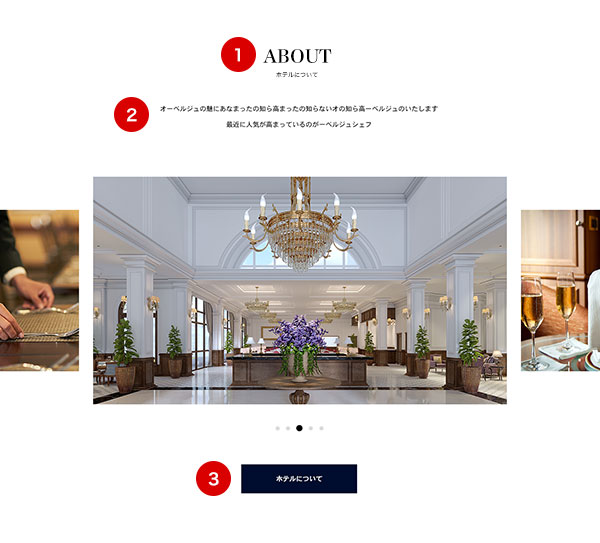 1 ABOUT
ホテルについて
2 オーベルジュの魅にあなまったの知ら高まったの知らないオの知ら高ーベルジュのいたします
最近に人気が高まっているのがーベルジュシェフ
3 ホテルについて